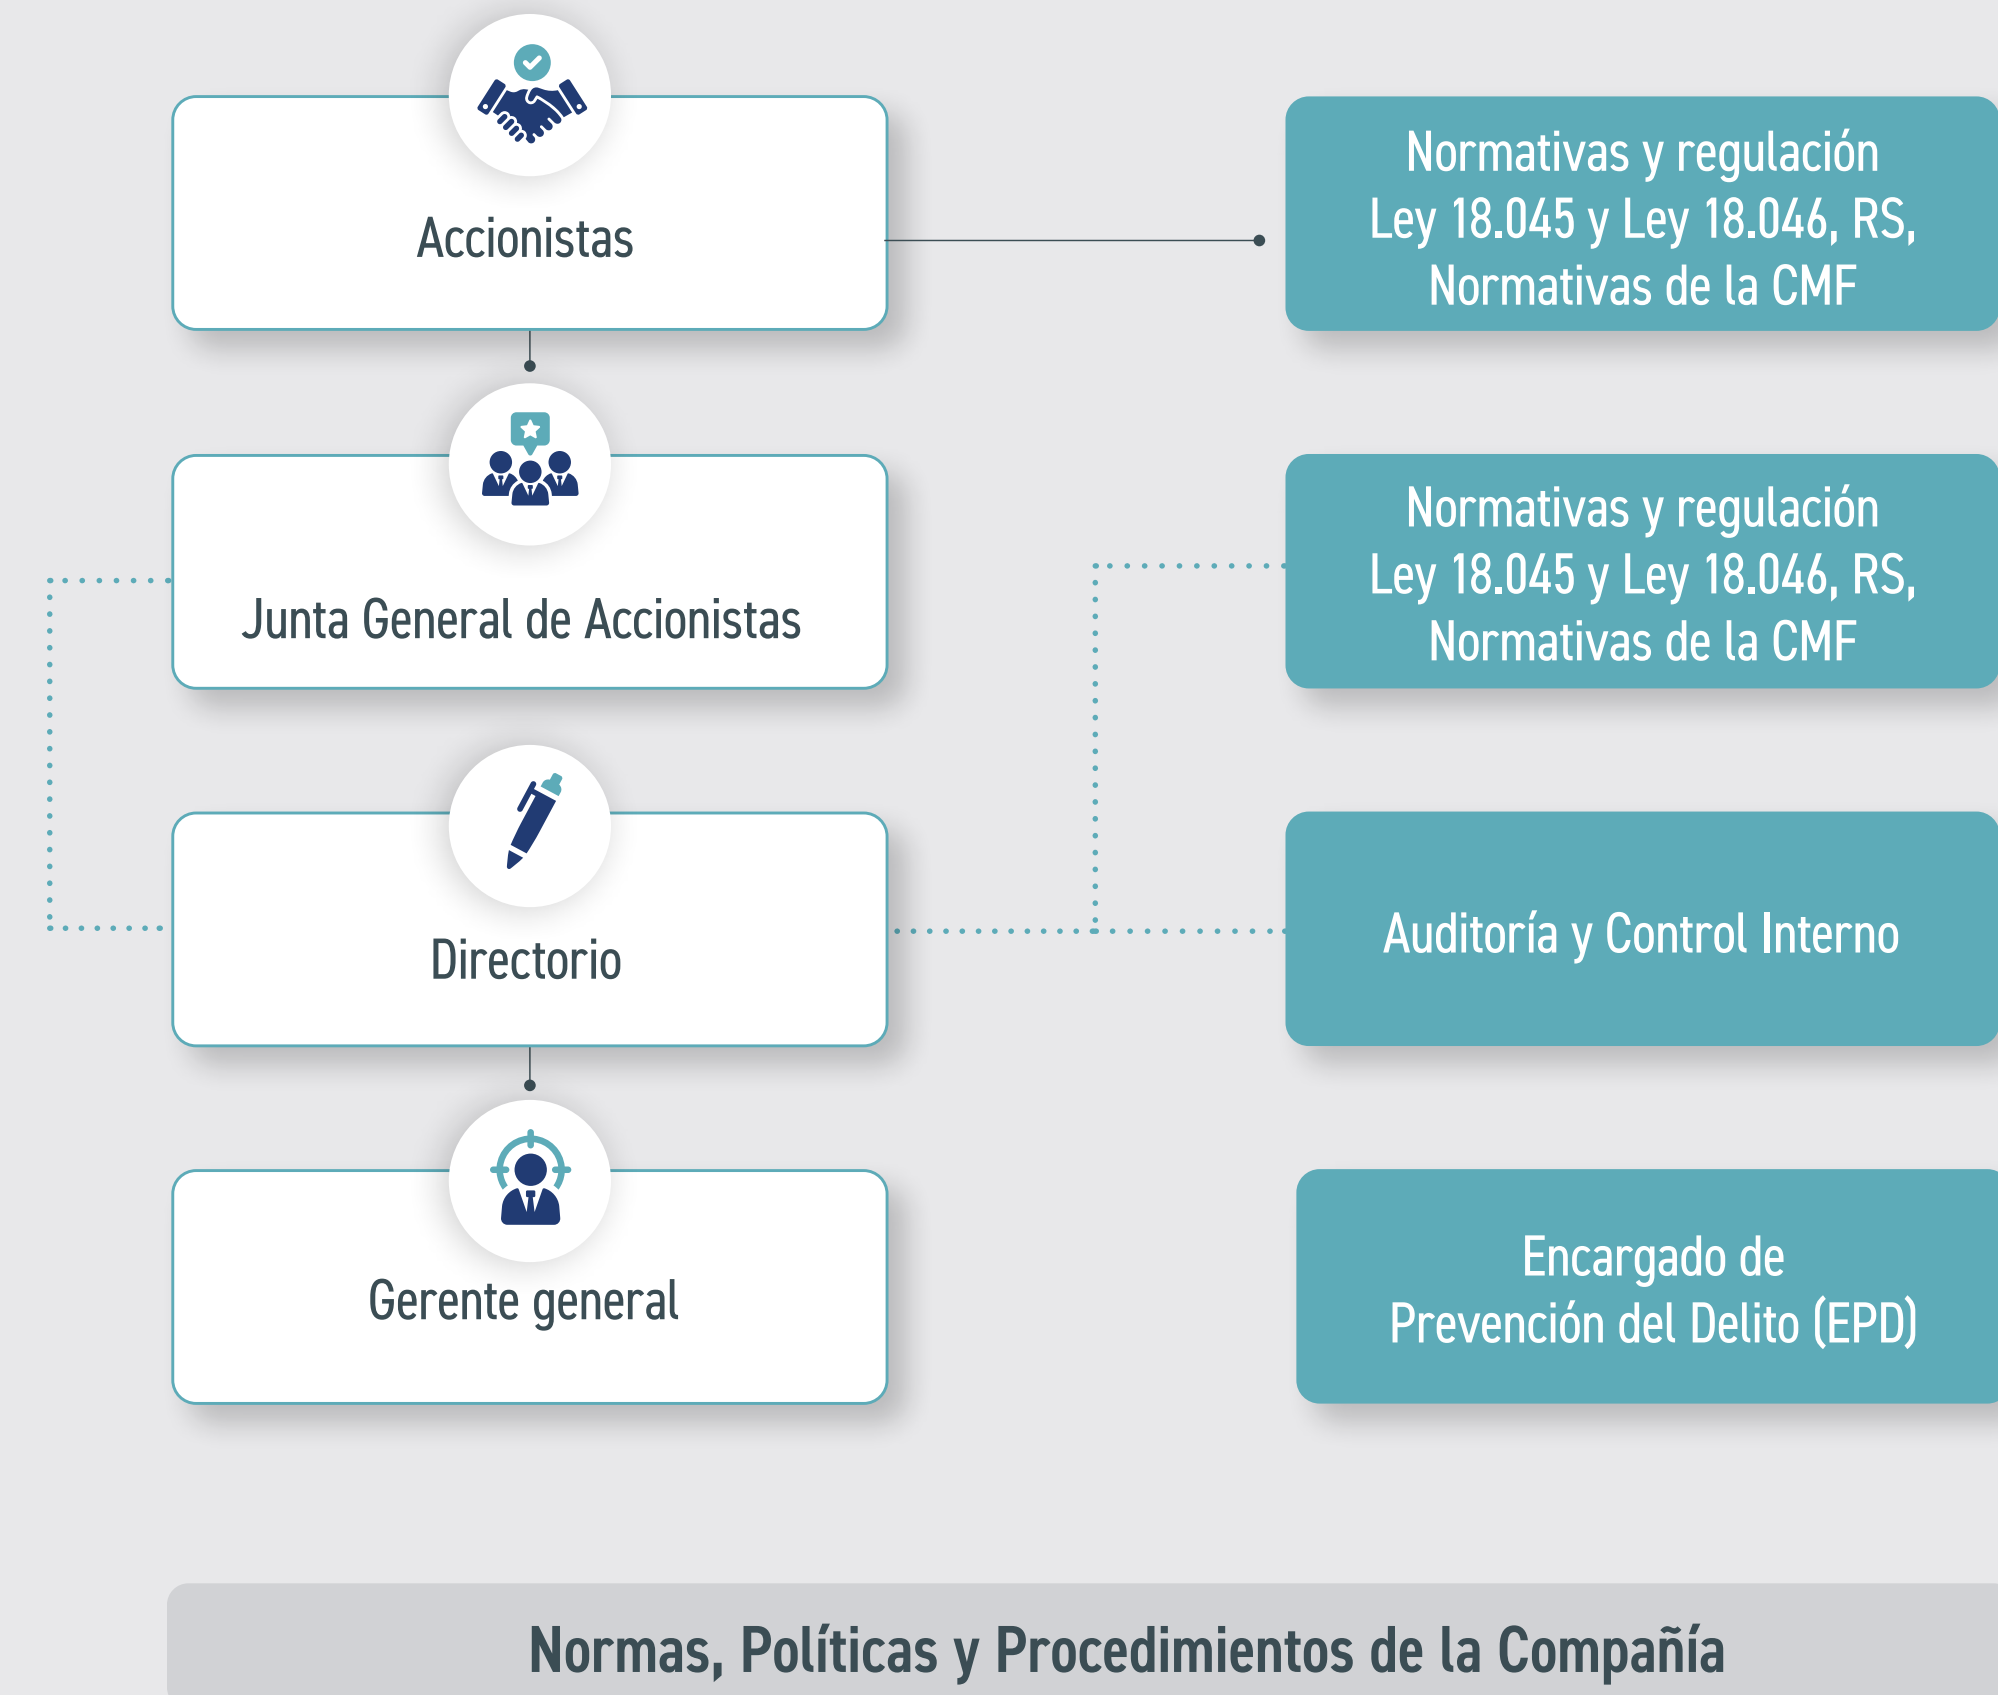 Accionistas
Normativas y regulación
Ley 18.045 y Ley 18.046, RS,
Normativas de la CMF
Junta General de Accionistas
Normativas y regulación
Ley 18.045 y Ley 18.046, RS,
Normativas de la CMF
Directorio
Auditoría y Control Interno
Gerente general
Encargado de
Prevención del Delito (EPD)
Normas, Políticas y Procedimientos de la Compañía